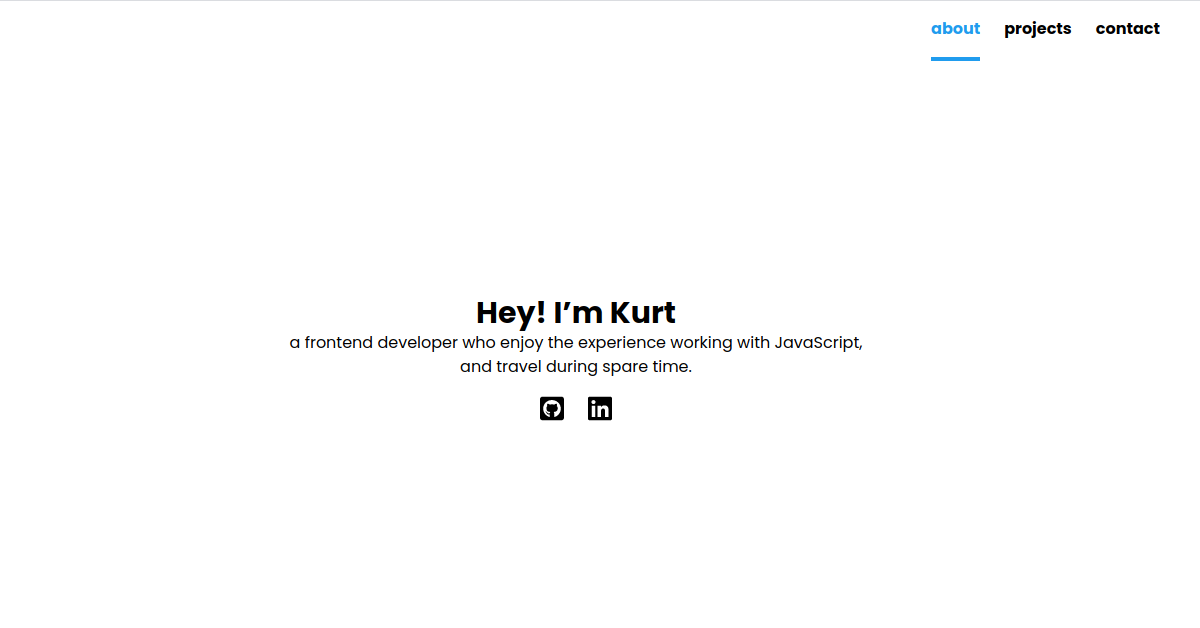 about projects contact
Hey! I’m Kurt
a frontend developer who enjoy the experience working with JavaScript,
and travel during spare time.
in